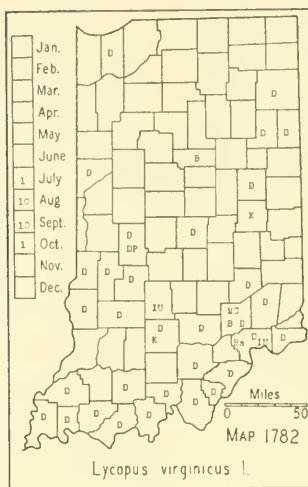 Jan.
Feb.
Mar.
Apr.
May
June
1 July
10 Aug
10 Sept.
1 Oct.
Nov.
Dec.
D
D
D D
B
D
D
K
D D
DP
D D D
IU
D D
D D
B D
K
D
D IU
D
D
D D
D
D D D D
D
Miles
0 50
MAP 1782
Lycopus virginicus L